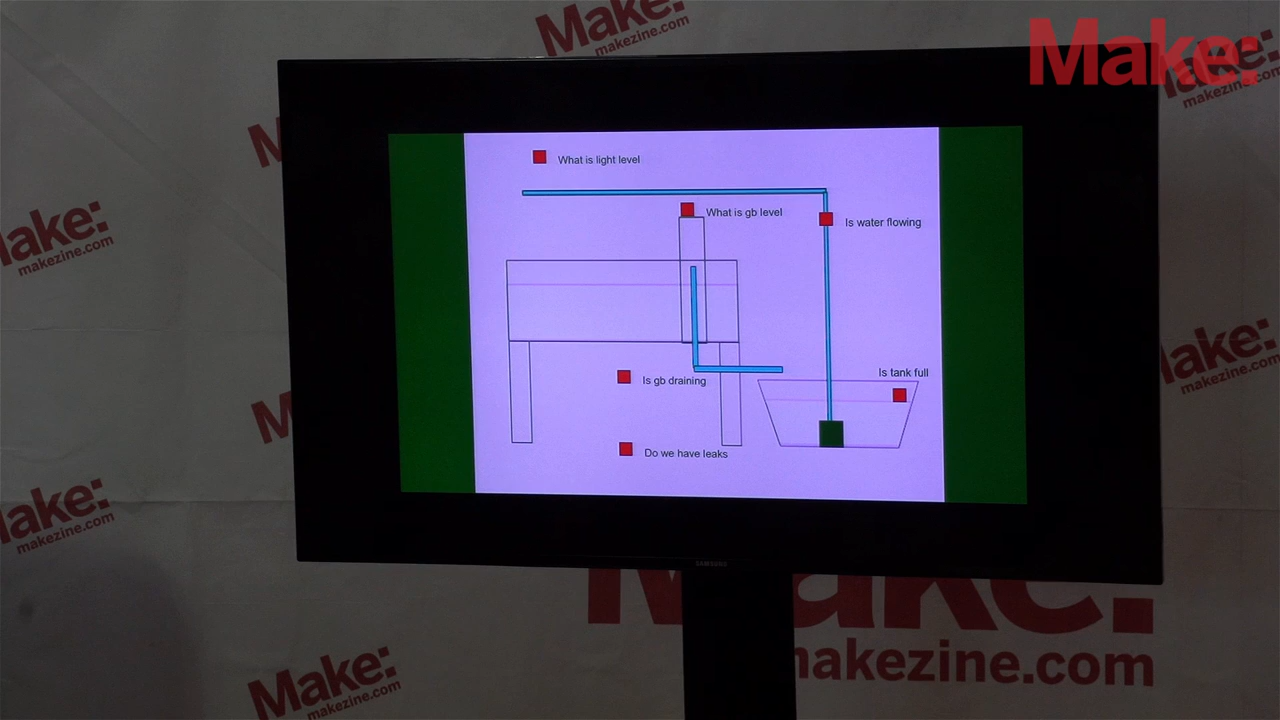 Make:
makezine.com
Make:
Make:
makezine.com
What is light level
What is gb level
Is water flowing
Make:
makezine.com
makezine.com
Is tank full
Is gb draining
Do we have leaks
Make:
makezine.com
SAMSUNG
Make:
makezine.com
Make:
makezine.com